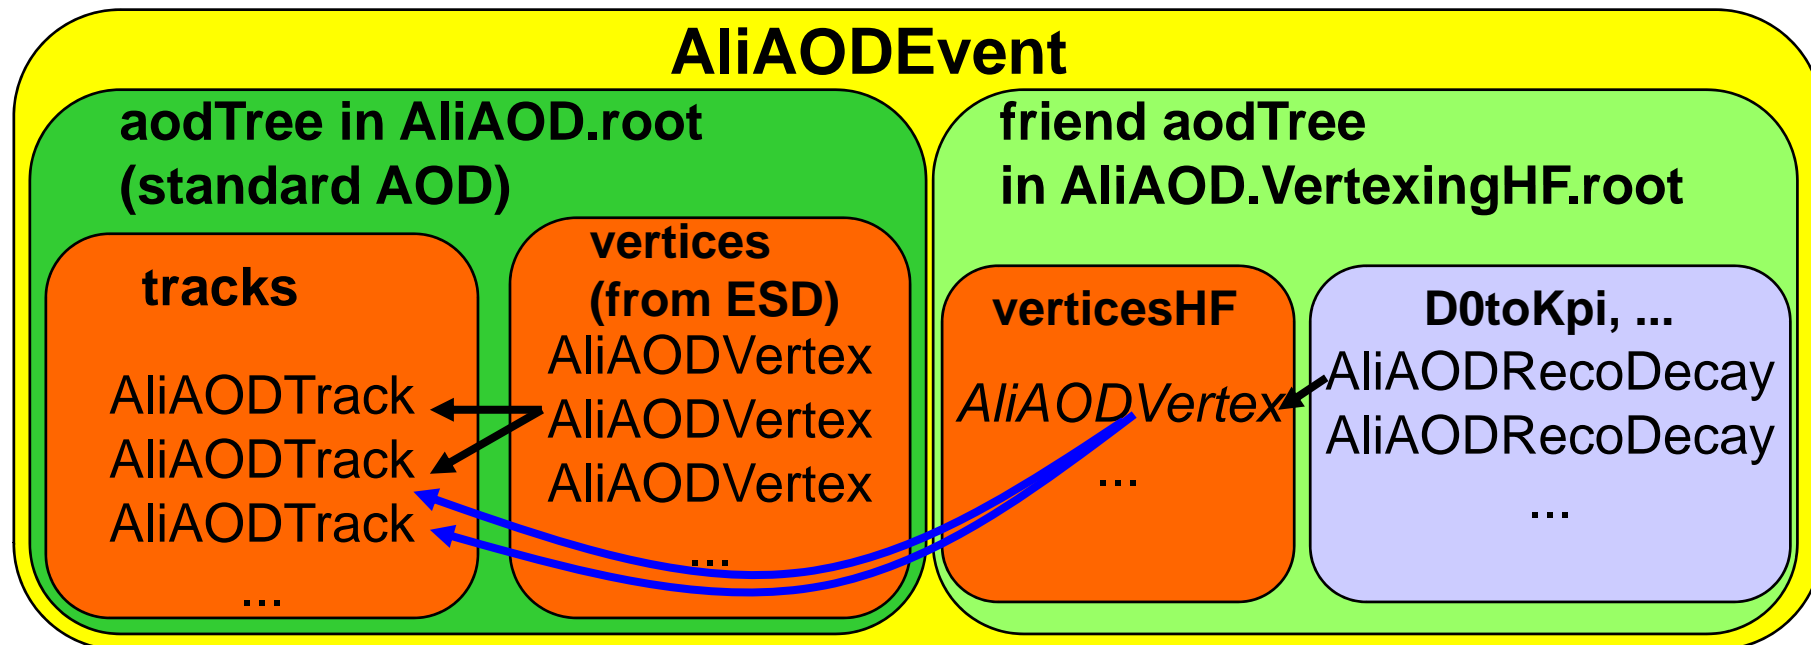 AliAODEvent
aodTree in AliAOD.root
(standard AOD)
tracks
AliAODTrack
AliAODTrack
AliAODTrack
...
vertices
(from ESD)
AliAODVertex
AliAODVertex
AliAODVertex
...
friend aodTree
in AliAOD.VertexingHF.root
verticesHF
AliAODVertex
...
D0toKpi, ...
AliAODRecoDecay
AliAODRecoDecay
...